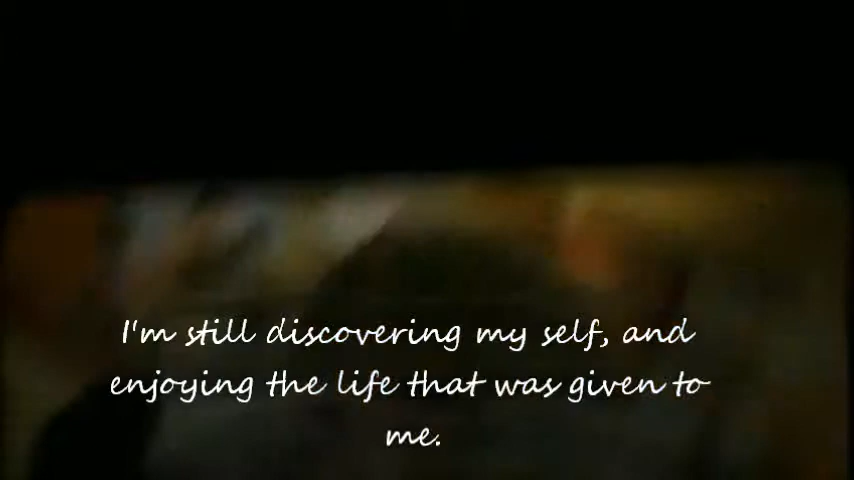 I'm still discovering my self, and
enjoying the life that was given to
me.